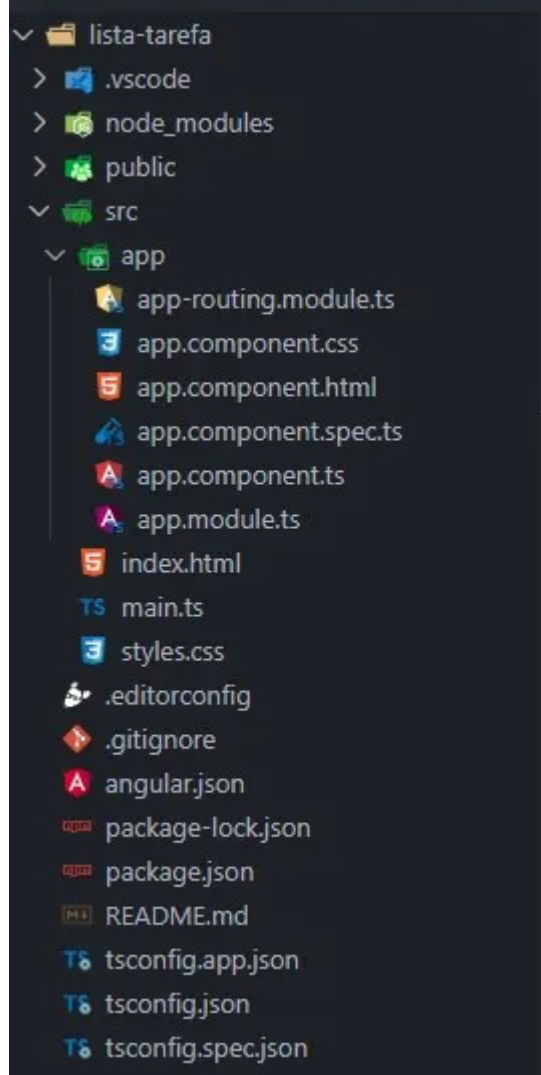 lista-tarefa
.vscode
node_modules
public
src
app
app-routing.module.ts
app.component.css
app.component.html
app.component.spec.ts
app.component.ts
app.module.ts
index.html
TS main.ts
styles.css
.editorconfig
.gitignore
angular.json
package-lock.json
package.json
README.md
tsconfig.app.json
tsconfig.json
tsconfig.spec.json